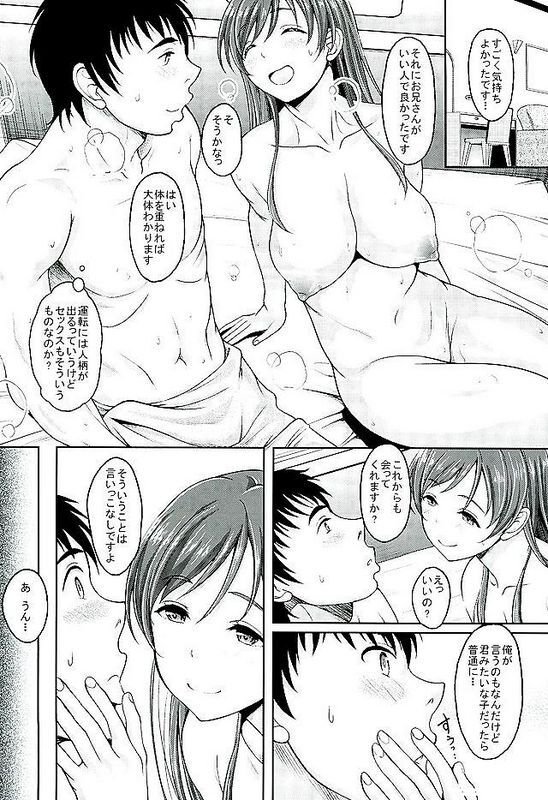 すごく気持ち
よかったです…
それにお兄さんが
いい人で良かったです
そ
そうかなっ
はい
体を重ねれば
大体わかります
運転には人柄が
出るっていうけど
セックスもそういう
ものなのか?
これからも
会って
くれますか?
えっ
いいの?
俺が
言うのもなんだけど
君みたいな子だったら
普通に…
すうっ…
そういうことは
言いっこなしですよ
あ うん…